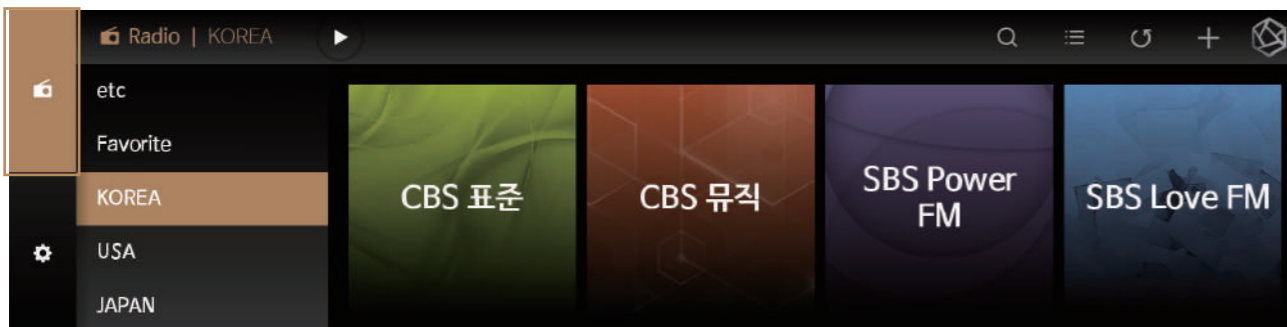 Radio | KOREA
etc
Favorite
KOREA
USA
JAPAN
CBS 표준
CBS 뮤직
SBS Power
FM
SBS Love FM